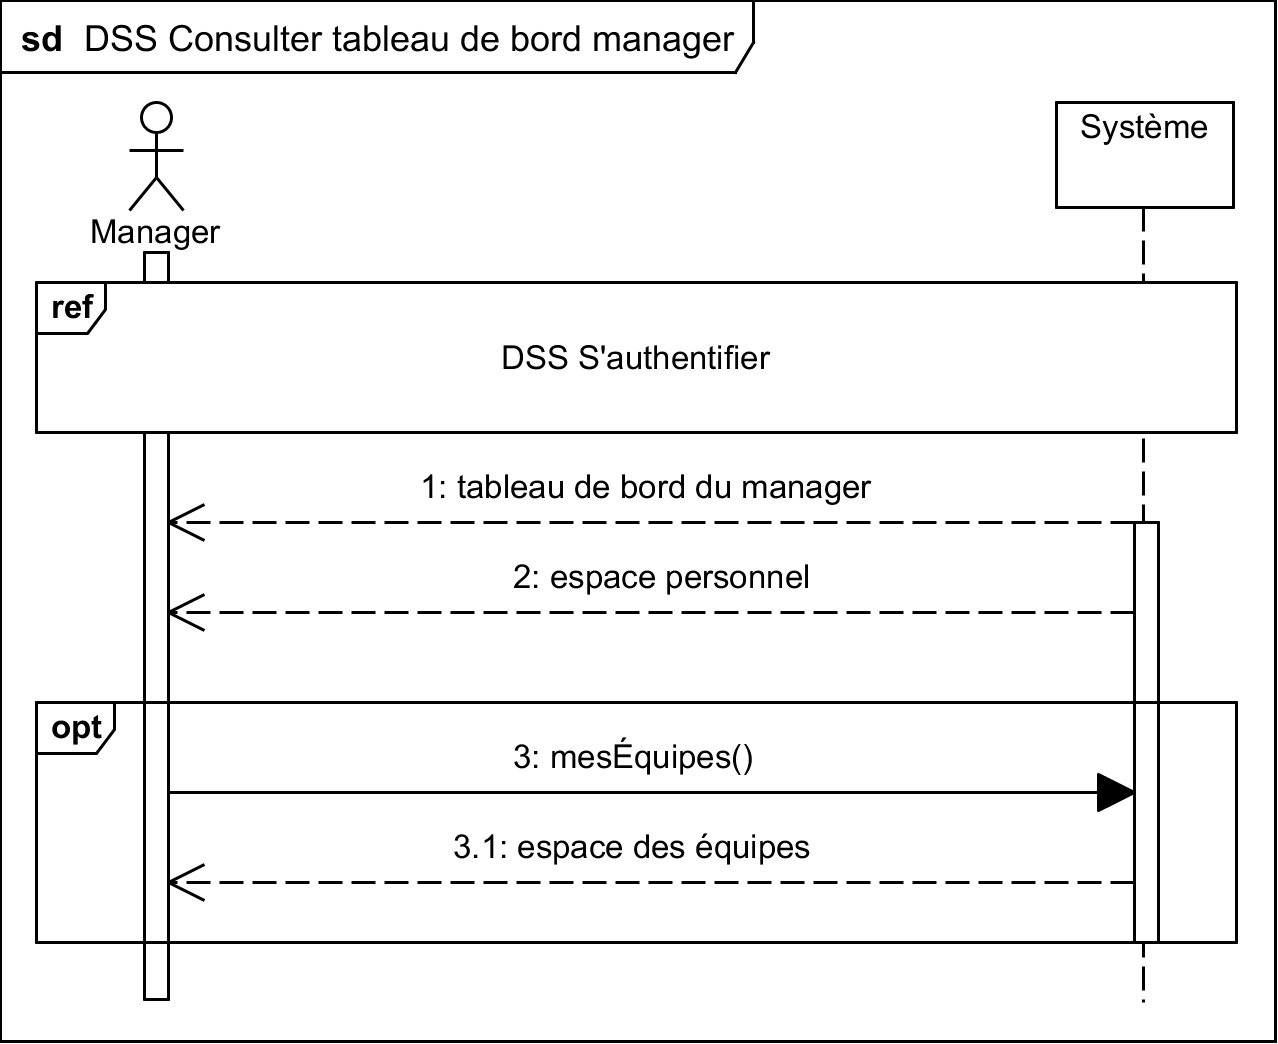 sd DSS Consulter tableau de bord manager
Manager
Système
ref
DSS S'authentifier
1: tableau de bord du manager
2: espace personnel
opt
3: mesÉquipes()
3.1: espace des équipes